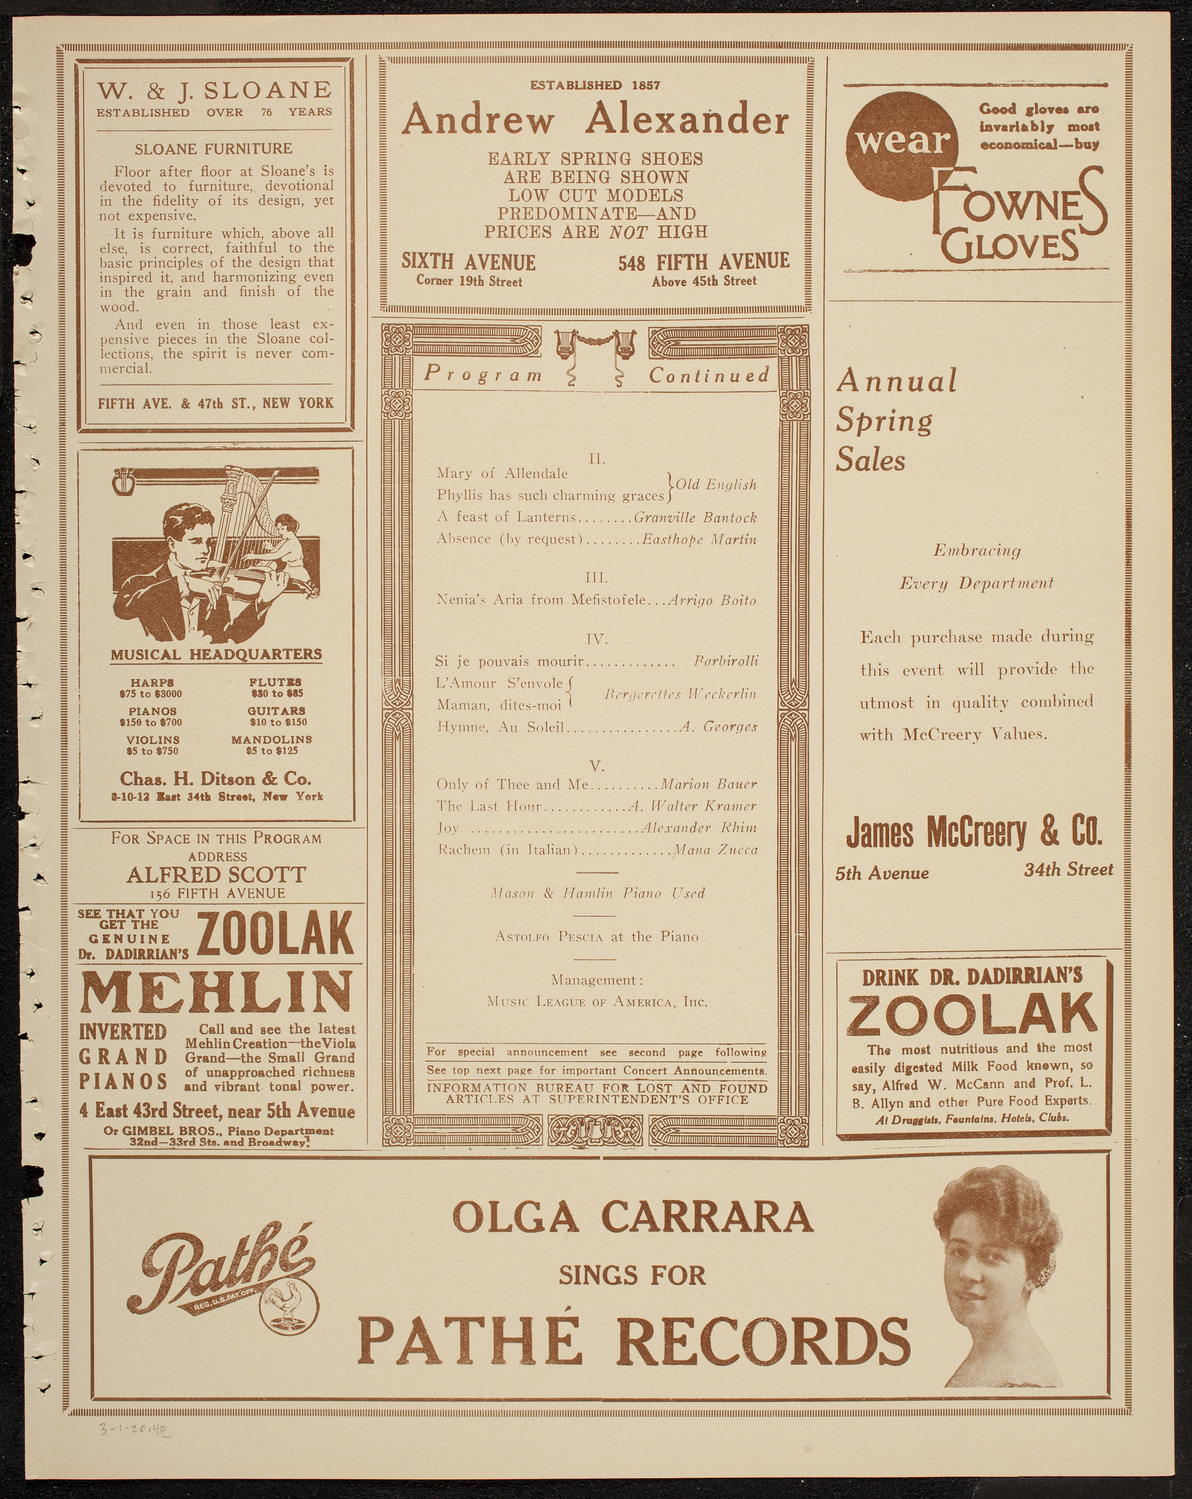 W. & J. SLOANE
ESTABLISHED OVER 76 YEARS
SLOANE FURNITURE
Floor after floor at Sloane's is
devoted to furniture, devotional
in the fidelity of its design, yet
not expensive.
It is furniture which, above all
else, is correct, faithful to the
basic principles of the design that
inspired it, and harmonizing even
in the grain and finish of the
wood.
And even in those least ex-
pensive pieces in the Sloane col-
lections, the spirit is never com-
mercial.
FIFTH AVE. & 47th ST., NEW YORK
MUSICAL HEADQUARTERS
HARPS
$75 to $3000
FLUTES
$30 to $85
PIANOS
$150 to $700
GUITARS
$10 to $150
VIOLINS
$5 to $750
MANDOLINS
$5 to $125
Chas. H. Ditson & Co.
8-10-12 East 34th Street, New York
FOR SPACE IN THIS PROGRAM
ADDRESS
ALFRED SCOTT
156 FIFTH AVENUE
SEE THAT YOU
GET THE
GENUINE
Dr. DADIRRIAN'S
ZOOLAK
MEHLIN
INVERTED
GRAND
PIANOS
Call and see the latest
Mehlin Creation—the Viola
Grand—the Small Grand
of unapproached richness
and vibrant tonal power.
4 East 43rd Street, near 5th Avenue
Or GIMBEL BROS., Piano Department
32nd—33rd Sts. and Broadway
ESTABLISHED 1857
Andrew Alexander
EARLY SPRING SHOES
ARE BEING SHOWN
LOW CUT MODELS
PREDOMINATE—AND
PRICES ARE NOT HIGH
SIXTH AVENUE
Corner 19th Street
548 FIFTH AVENUE
Above 45th Street
Program Continued
II.
Mary of Allendale
Phyllis has such charming graces } Old English
A feast of Lanterns........Granville Bantock
Absence (by request)........Easthope Martin
III.
Nenia's Aria from Mefistofele...Arrigo Boito
IV.
Si je pouvais mourir............. Barbirolli
L'Amour S'envole
Maman, dites-moi { Bergerettes Weckerlin
Hymne, Au Soleil................A. Georges
V.
Only of Thee and Me..........Marion Bauer
The Last Hour............A. Walter Kramer
Joy ........................Alexander Rhim
Rachem (in Italian).............Mana Zucca
Mason & Hamlin Piano Used
ASTOLFO PESCIA at the Piano
Management:
MUSIC LEAGUE OF AMERICA, Inc.
For special announcement see second page following
See top next page for important Concert Announcements.
INFORMATION BUREAU FOR LOST AND FOUND
ARTICLES AT SUPERINTENDENT'S OFFICE
wear
Good gloves are
invariably most
economical—buy
FOWNES
GLOVES
Annual
Spring
Sales
Embracing
Every Department
Each purchase made during
this event will provide the
utmost in quality combined
with McCreery Values.
James McCreery & Co.
5th Avenue 34th Street
DRINK DR. DADIRRIAN'S
ZOOLAK
The most nutritious and the most
easily digested Milk Food known, so
say, Alfred W. McCann and Prof. L.
B. Allyn and other Pure Food Experts.
At Druggists, Fountains, Hotels, Clubs.
Pathé
REG. U.S. PAT. OFF.
OLGA CARRARA
SINGS FOR
PATHÉ RECORDS